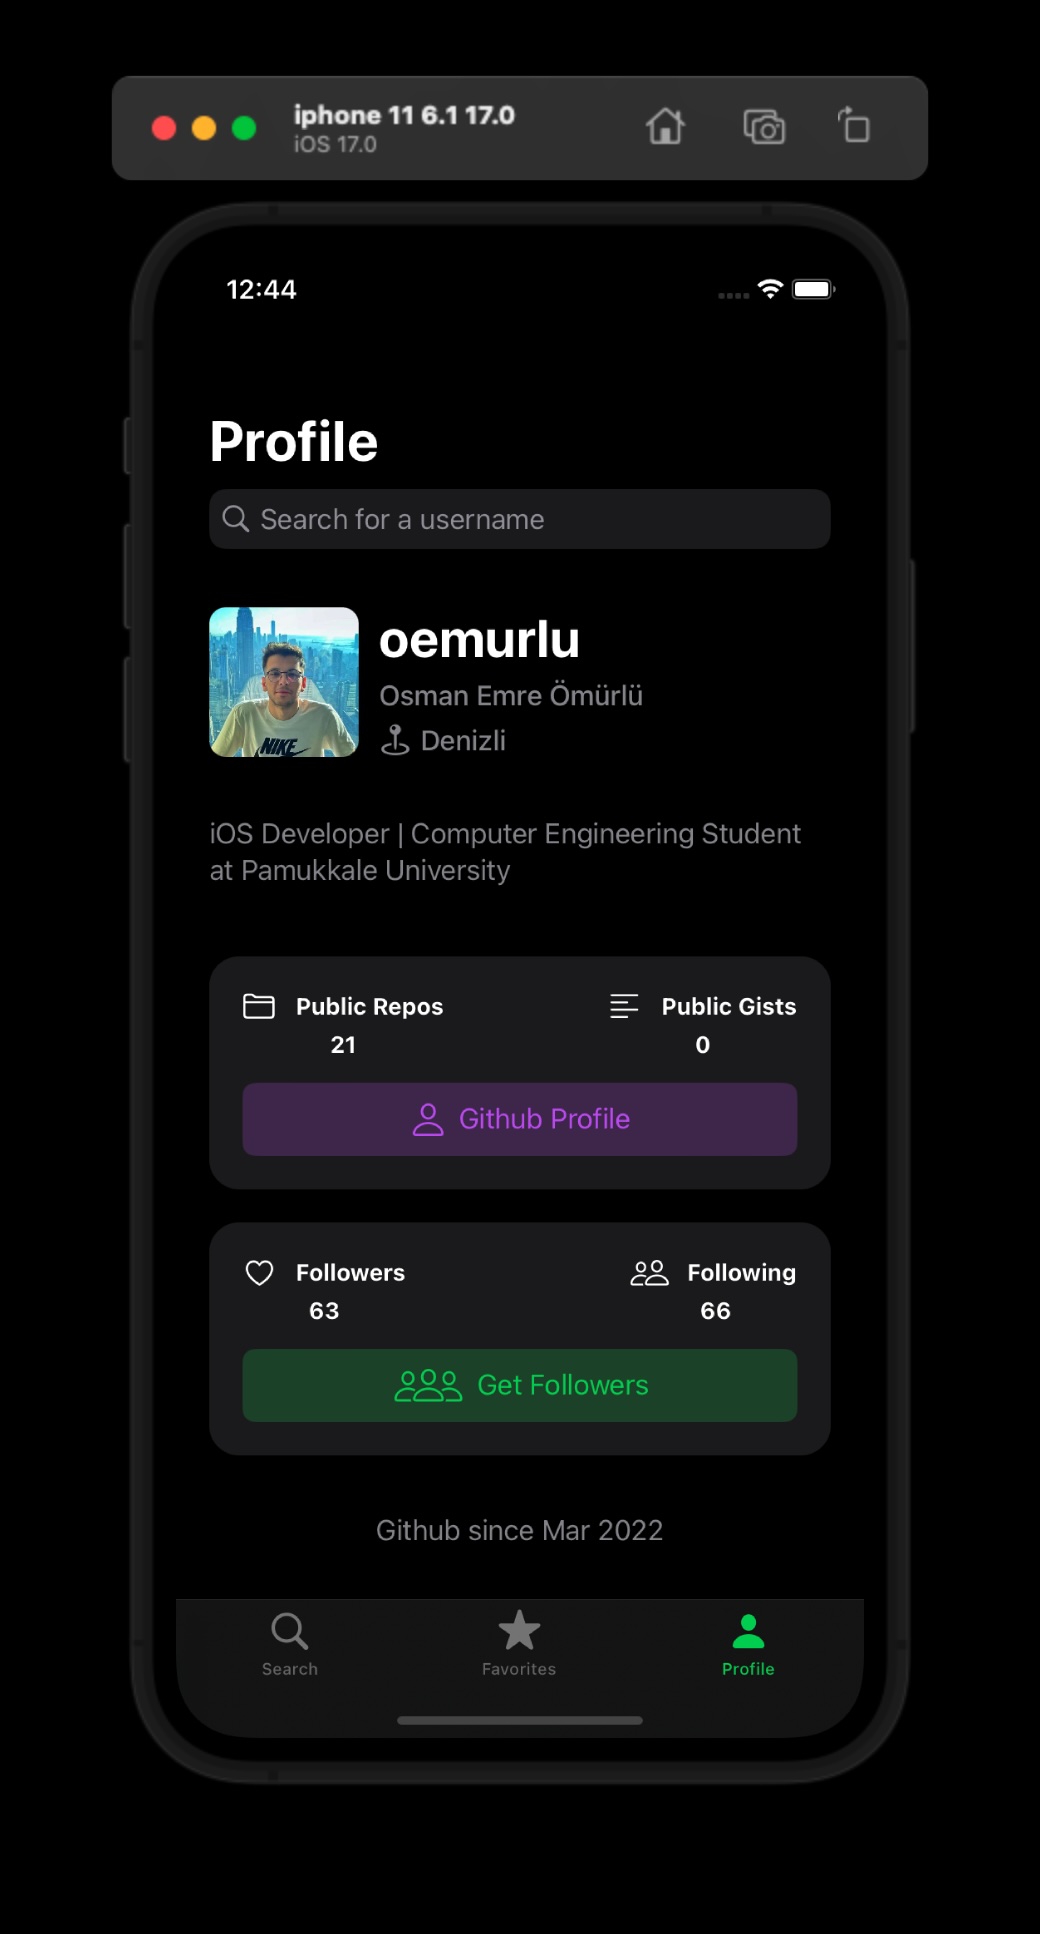 iphone 11 6.1 17.0
iOS 17.0
12:44
Profile
Search for a username
oemurlu
Osman Emre Ömürlü
NIKE
Denizli
iOS Developer | Computer Engineering Student
at Pamukkale University
Public Repos
21
Public Gists
0
Github Profile
Followers
63
Following
66
Get Followers
Github since Mar 2022
Search
Favorites
Profile